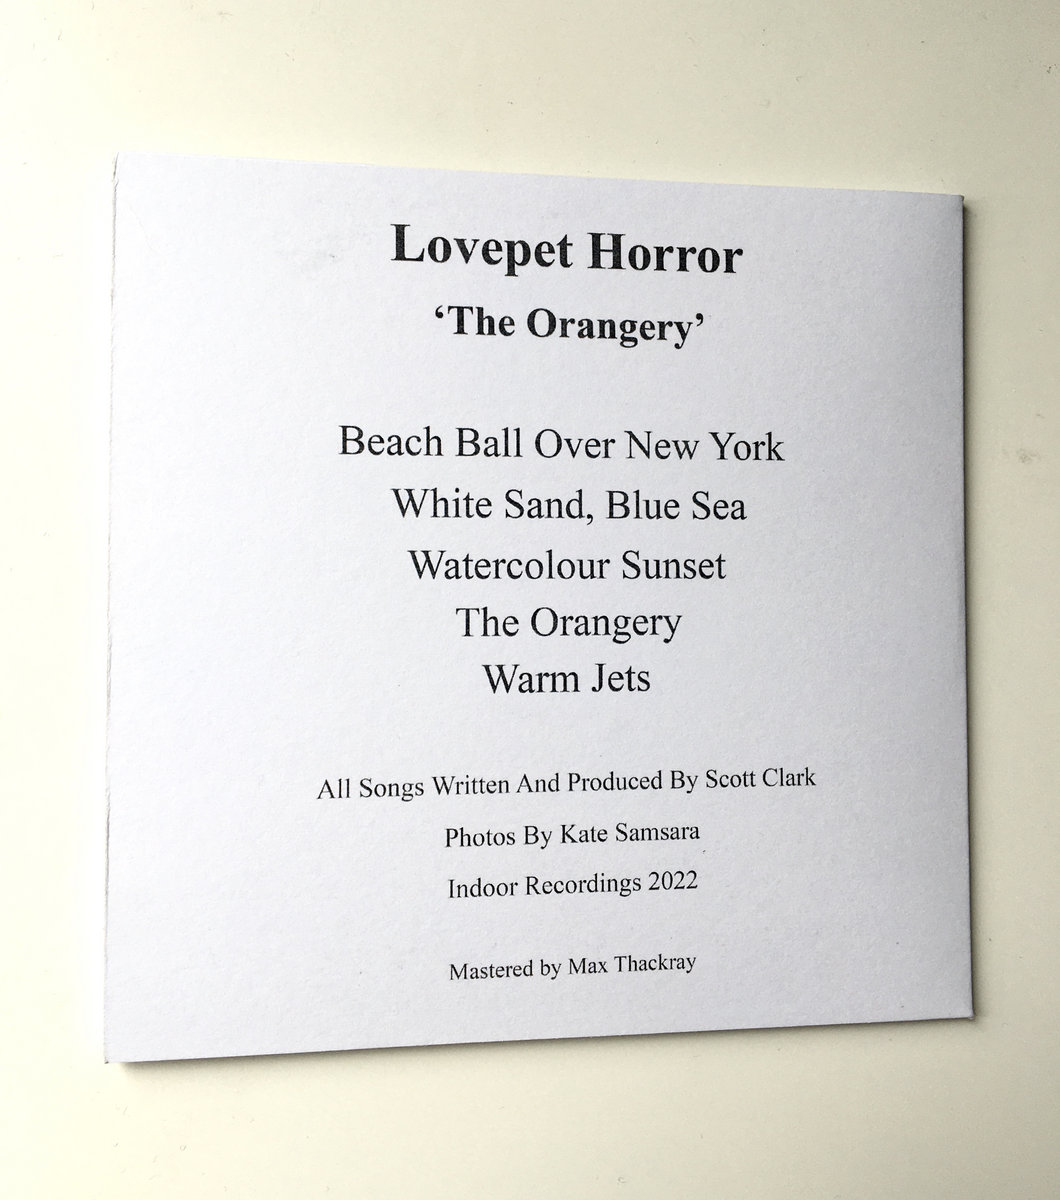 Lovepet Horror
‘The Orangery’
Beach Ball Over New York
White Sand, Blue Sea
Watercolour Sunset
The Orangery
Warm Jets
All Songs Written And Produced By Scott Clark
Photos By Kate Samsara
Indoor Recordings 2022
Mastered by Max Thackray